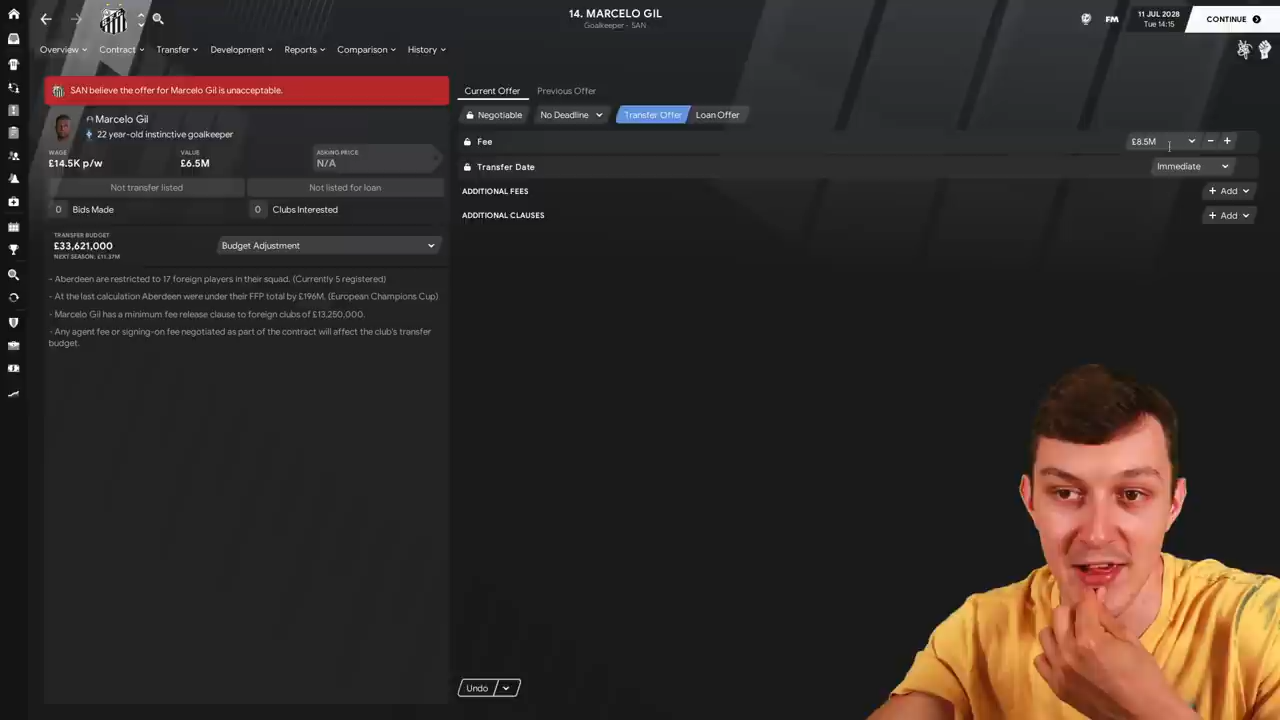 14. MARCELO GIL
Goalkeeper - SAN
FM
11 JUL 2028
Tue 14:15
CONTINUE
Overview
Contract
Transfer
Development
Reports
Comparison
History
SAN believe the offer for Marcelo Gil is unacceptable.
Marcelo Gil
22 year-old instinctive goalkeeper
WAGE
£14.5K p/w
VALUE
£6.5M
ASKING PRICE
N/A
Not transfer listed
Not listed for loan
0 Bids Made
0 Clubs Interested
TRANSFER BUDGET
£33,621,000
NEXT SEASON: £11.37M
Budget Adjustment
- Aberdeen are restricted to 17 foreign players in their squad. (Currently 5 registered)
- At the last calculation Aberdeen were under their FFP total by £196M. (European Champions Cup)
- Marcelo Gil has a minimum fee release clause to foreign clubs of £13,250,000.
- Any agent fee or signing-on fee negotiated as part of the contract will affect the club's transfer
budget.
Current Offer
Previous Offer
Negotiable
No Deadline
Transfer Offer
Loan Offer
Fee
£8.5M
Transfer Date
Immediate
ADDITIONAL FEES
+ Add
ADDITIONAL CLAUSES
+ Add
Undo